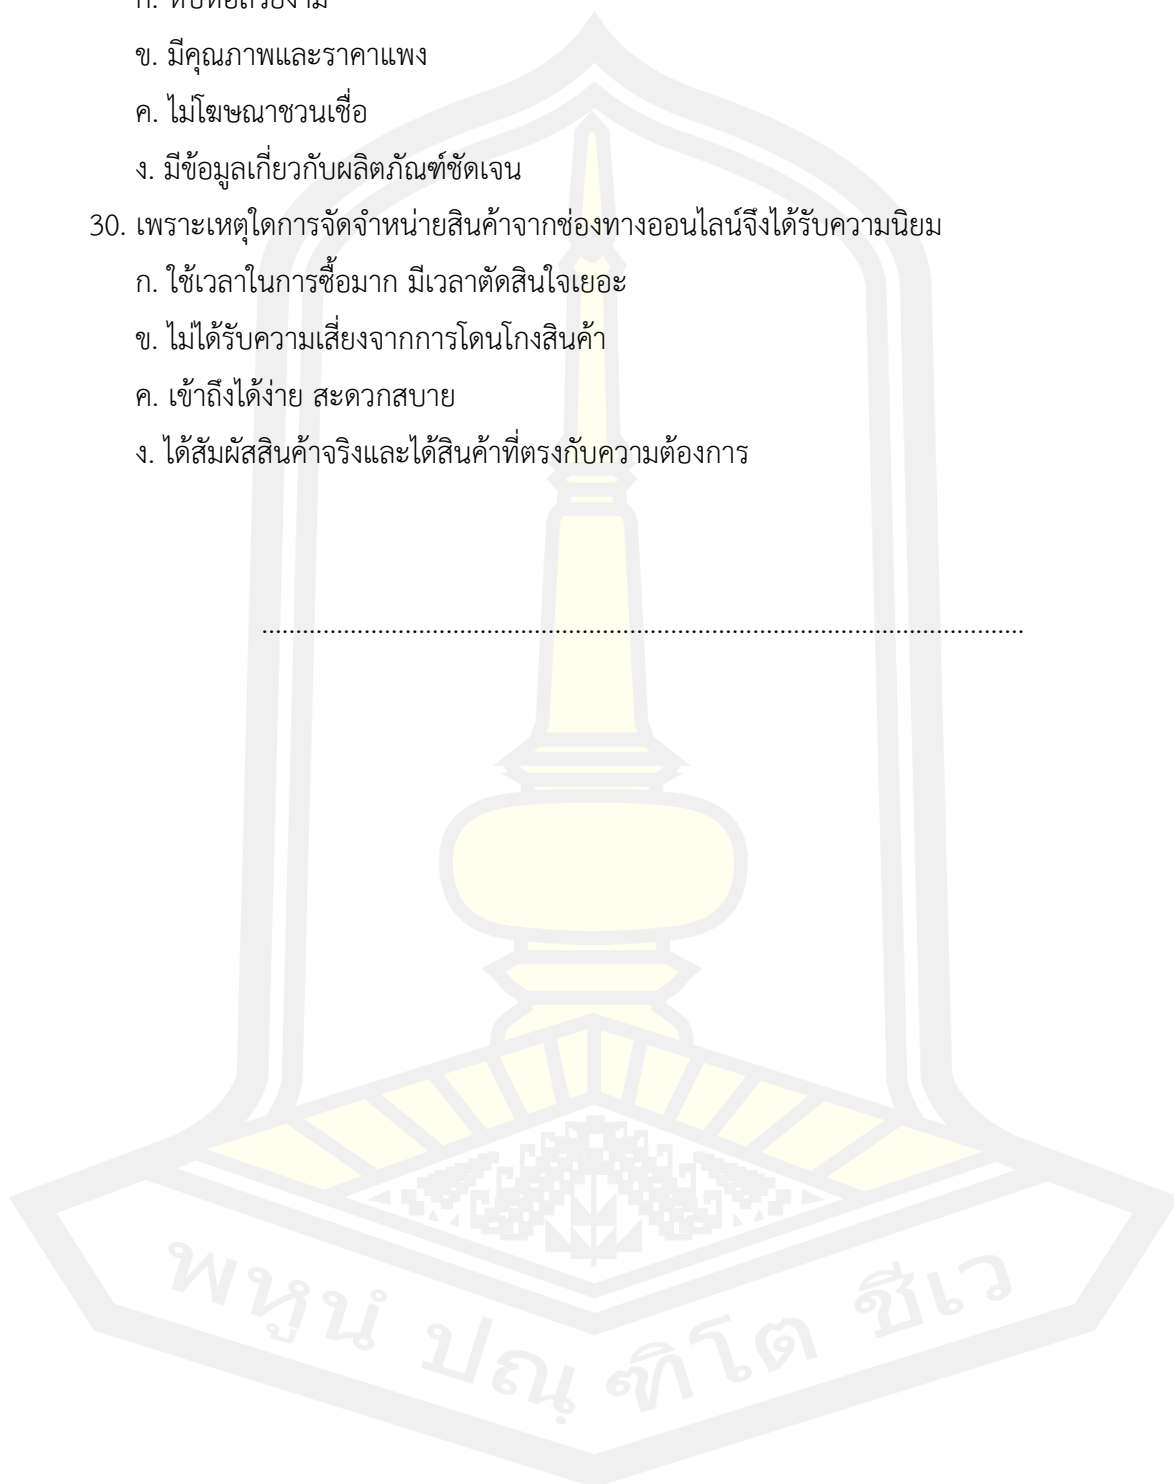 ข. มีคุณภาพและราคาแพง
ค. ไม่โฆษณาชวนเชื่อ
ง. มีข้อมูลเกี่ยวกับผลิตภัณฑ์ชัดเจน
30. เพราะเหตุใดการจัดจำหน่ายสินค้าจากช่องทางออนไลน์จึงได้รับความนิยม
ก. ใช้เวลาในการซื้อมาก มีเวลาตัดสินใจเยอะ
ข. ไม่ได้รับความเสี่ยงจากการโดนโกงสินค้า
ค. เข้าถึงได้ง่าย สะดวกสบาย
ง. ได้สัมผัสสินค้าจริงและได้สินค้าที่ตรงกับความต้องการ
................................................................................................................
พหูนํ ปณฺฑิโต ชีเว